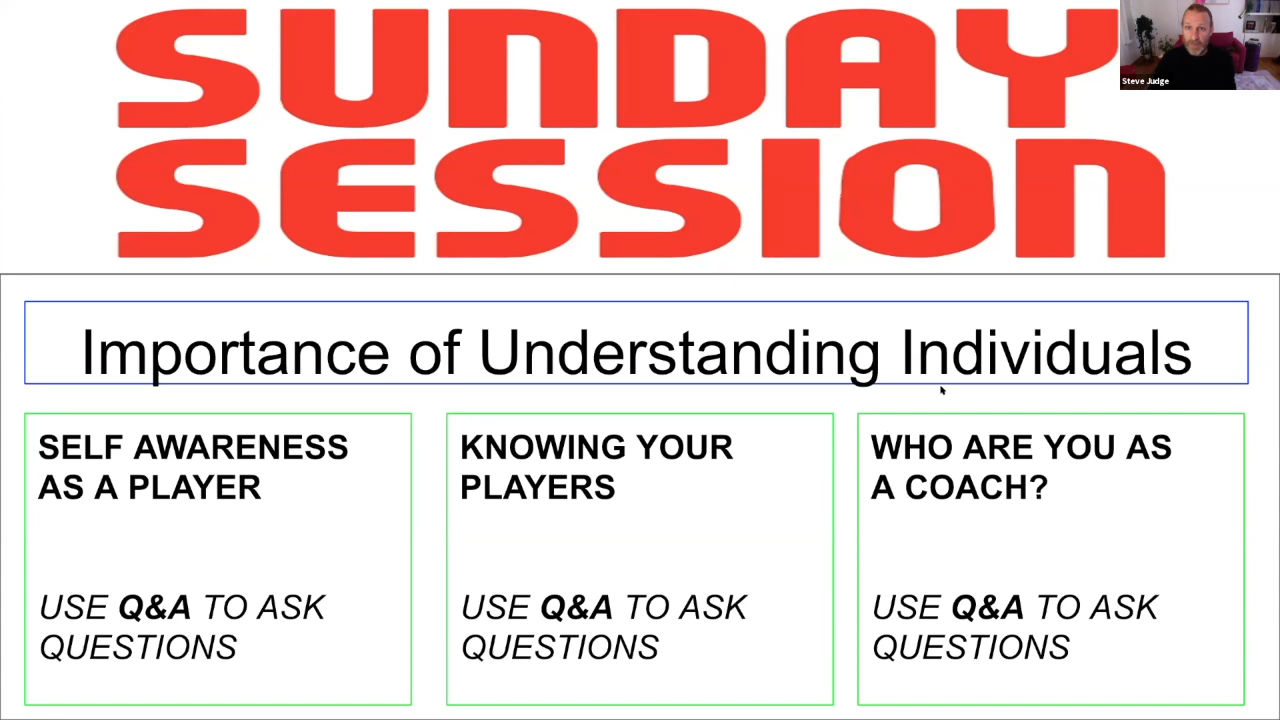 SUNDAY
SESSION
Steve Judge
Importance of Understanding Individuals
SELF AWARENESS
AS A PLAYER
USE Q&A TO ASK
QUESTIONS
KNOWING YOUR
PLAYERS
USE Q&A TO ASK
QUESTIONS
WHO ARE YOU AS
A COACH?
USE Q&A TO ASK
QUESTIONS